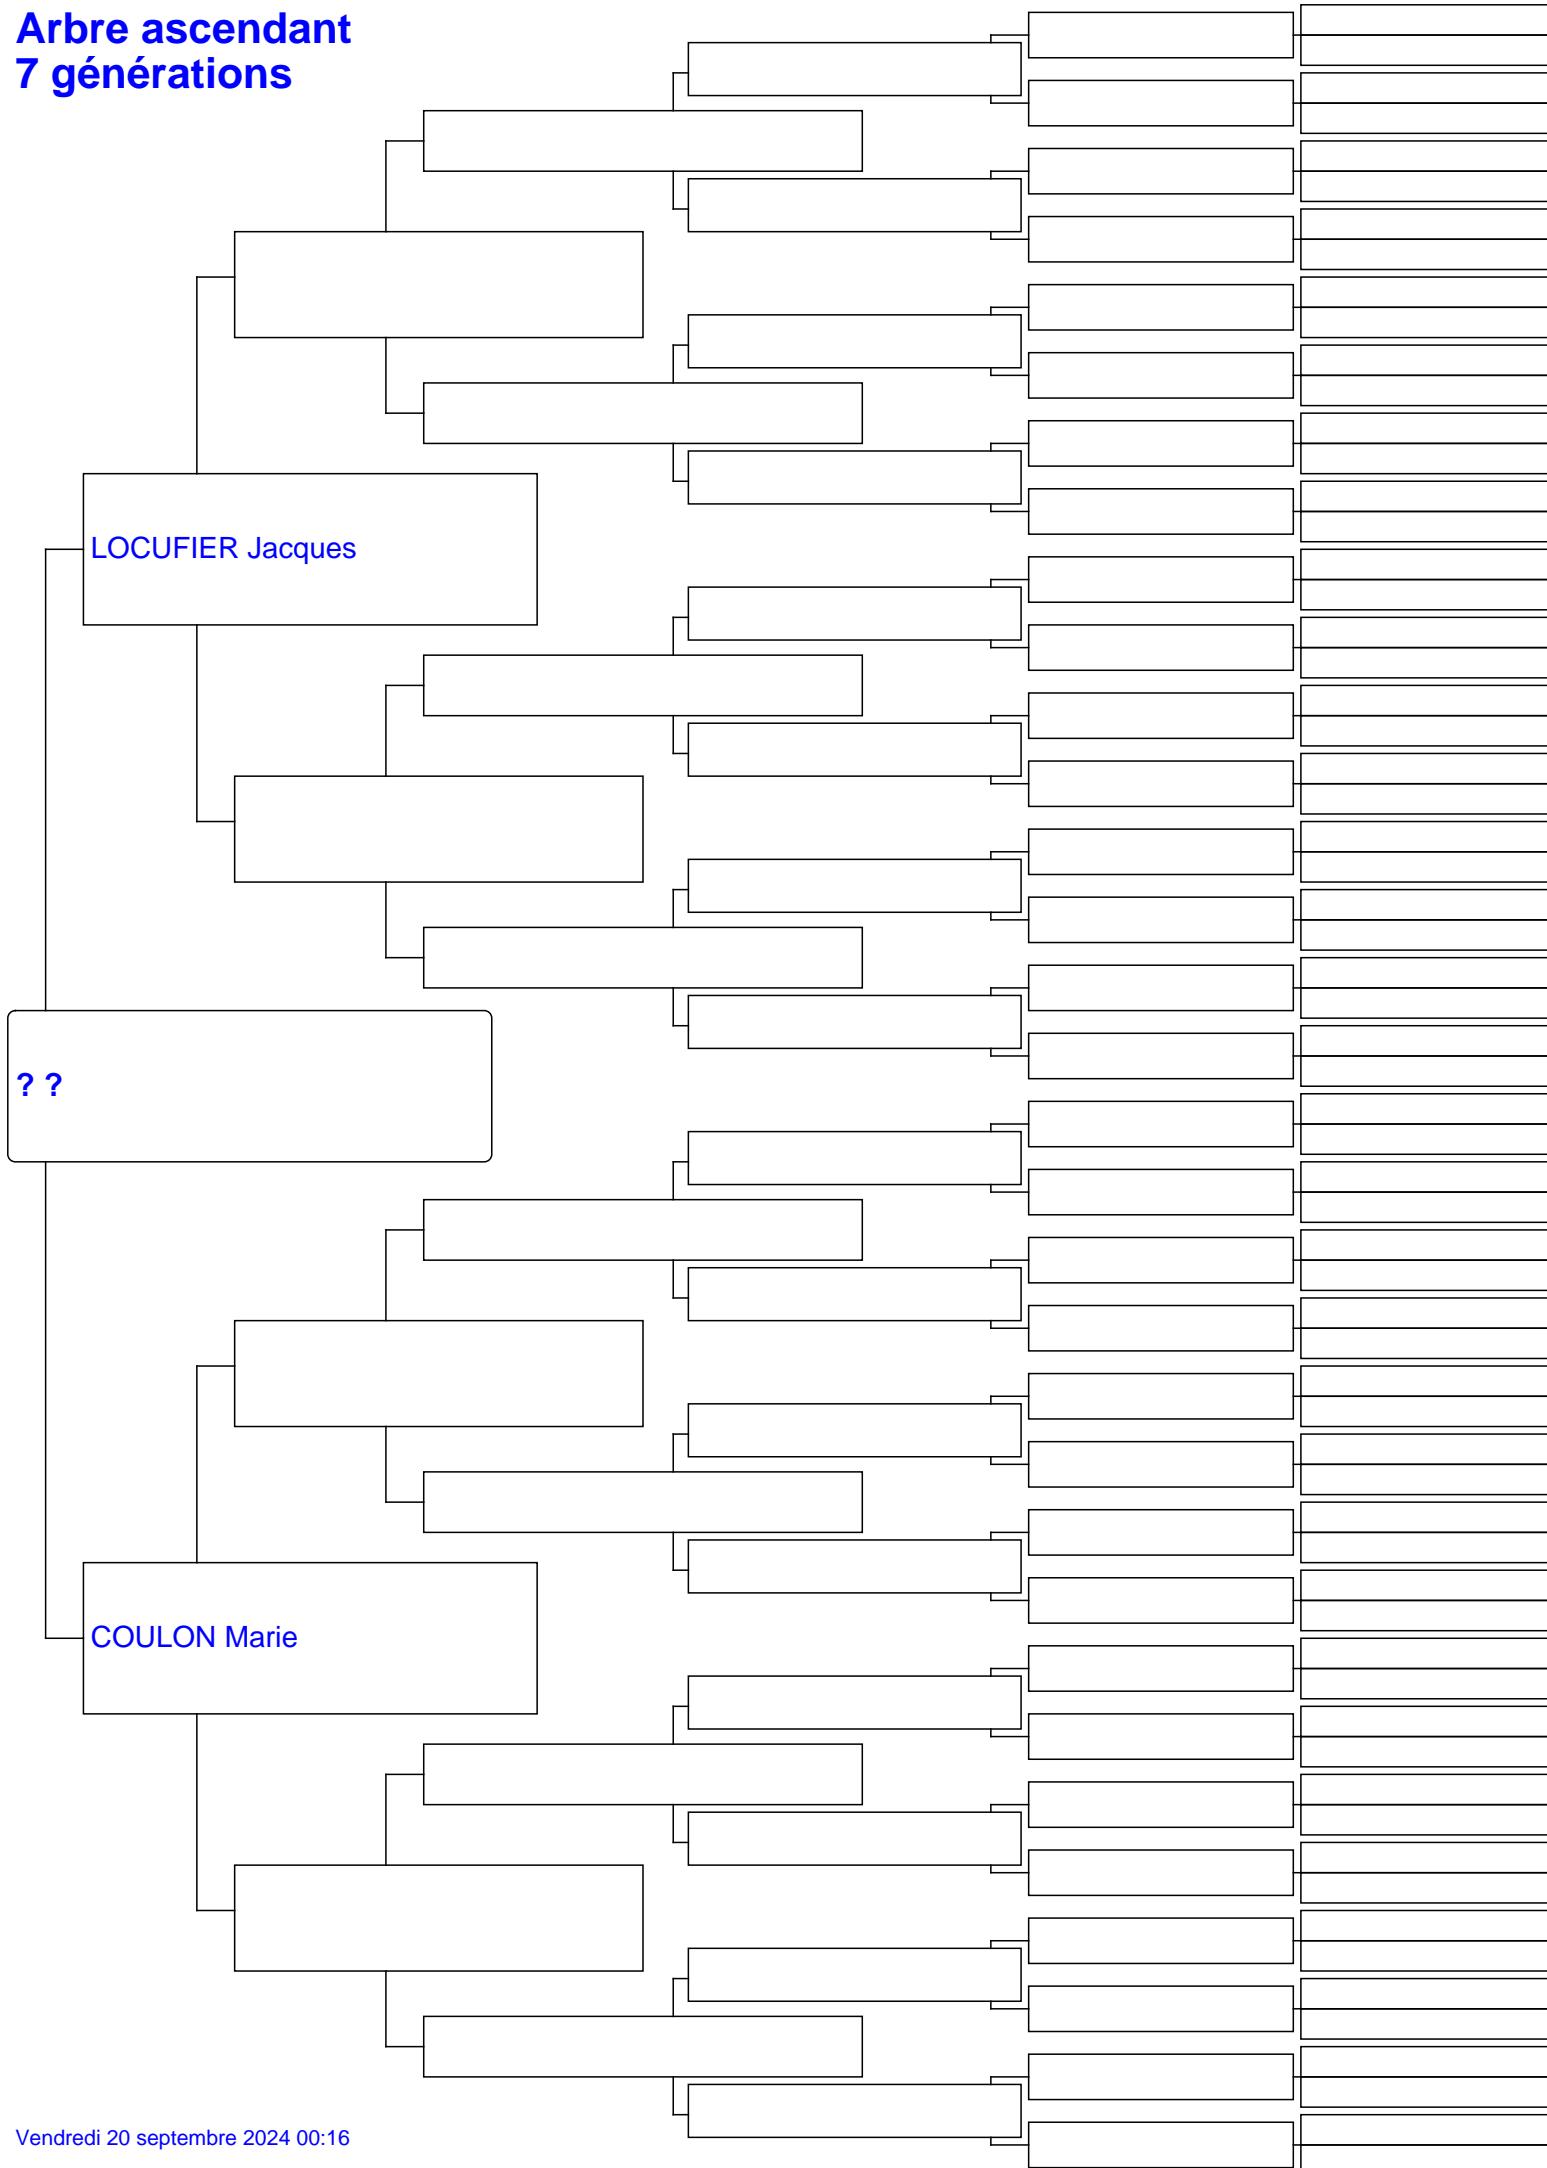 Arbre ascendant
7 générations
LOCUFIER Jacques
? ?
COULON Marie
Vendredi 20 septembre 2024 00:16